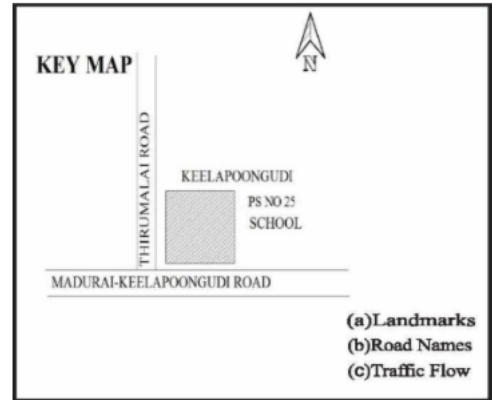 KEY MAP
N
THIRUMALAI ROAD
KEELAPOONGUDI
PS NO 25
SCHOOL
MADURAI-KEELAPOONGUDI ROAD
(a)Landmarks
(b)Road Names
(c)Traffic Flow